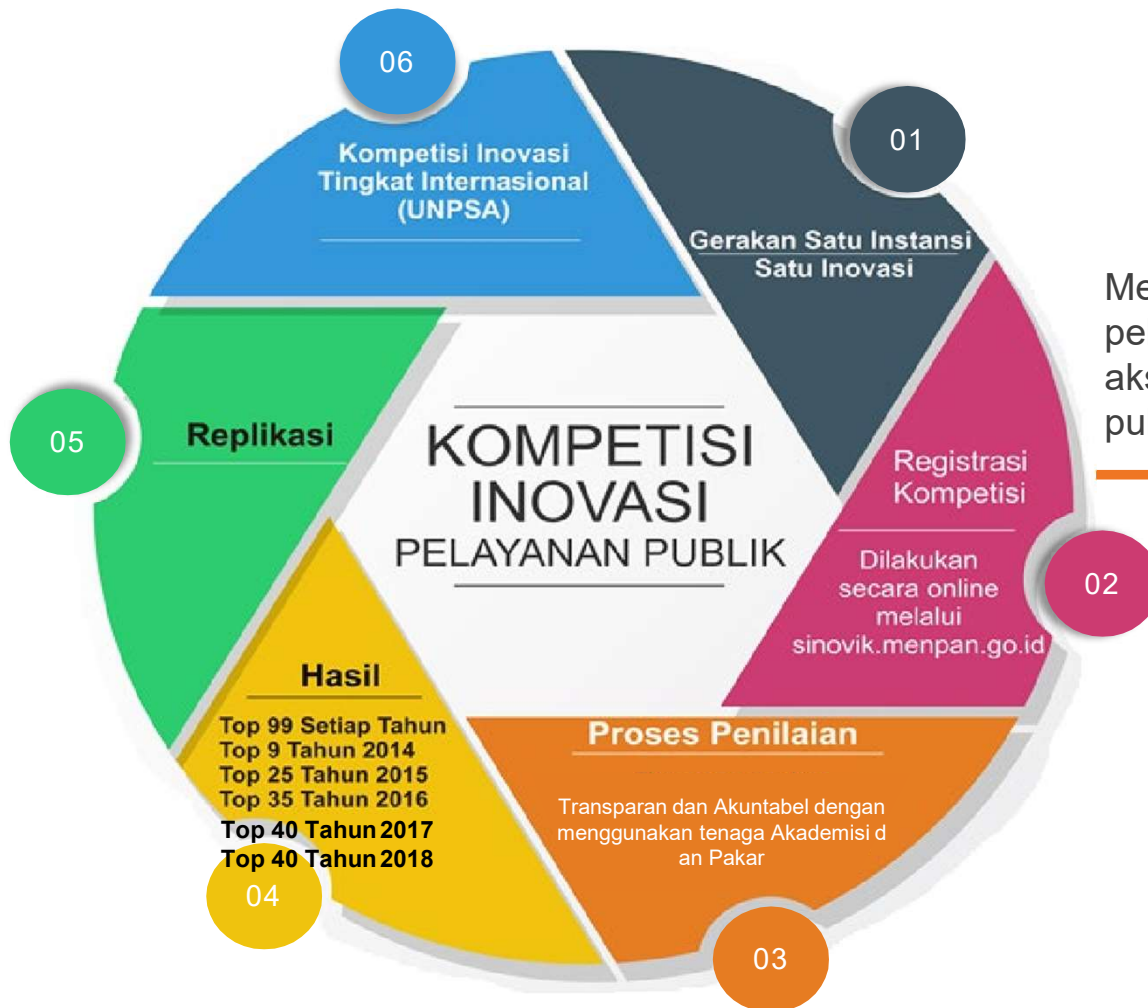 KOMPETISI
INOVASI
PELAYANAN PUBLIK
01
Gerakan Satu Instansi
Satu Inovasi
02
Registrasi
Kompetisi
Dilakukan
secara online
melalui
sinovik.menpan.go.id
03
Proses Penilaian
Transparan dan Akuntabel dengan
menggunakan tenaga Akademisi d
an Pakar
04
Hasil
Top 99 Setiap Tahun
Top 9 Tahun 2014
Top 25 Tahun 2015
Top 35 Tahun 2016
Top 40 Tahun 2017
Top 40 Tahun 2018
05
Replikasi
06
Kompetisi Inovasi
Tingkat Internasional
(UNPSA)